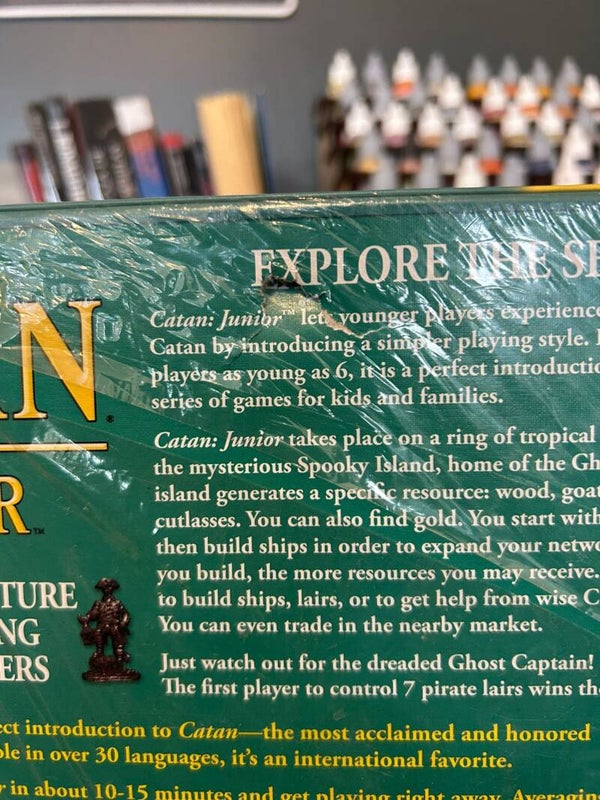 EXPLORE THE SE
Catan: Junior™ lets younger players experience
Catan by introducing a simpler playing style.
players as young as 6, it is a perfect introductio
series of games for kids and families.
AN
R™
Catan: Junior takes place on a ring of tropical
the mysterious Spooky Island, home of the Gh
island generates a specific resource: wood, goat
cutlasses. You can also find gold. You start with
then build ships in order to expand your netwo
you build, the more resources you may receive.
to build ships, lairs, or to get help from wise C
You can even trade in the nearby market.
TURE
NG
ERS
Just watch out for the dreaded Ghost Captain!
The first player to control 7 pirate lairs wins th
ect introduction to Catan—the most acclaimed and honored
ble in over 30 languages, it's an international favorite.
r in about 10-15 minutes and get playing right away. Averagin